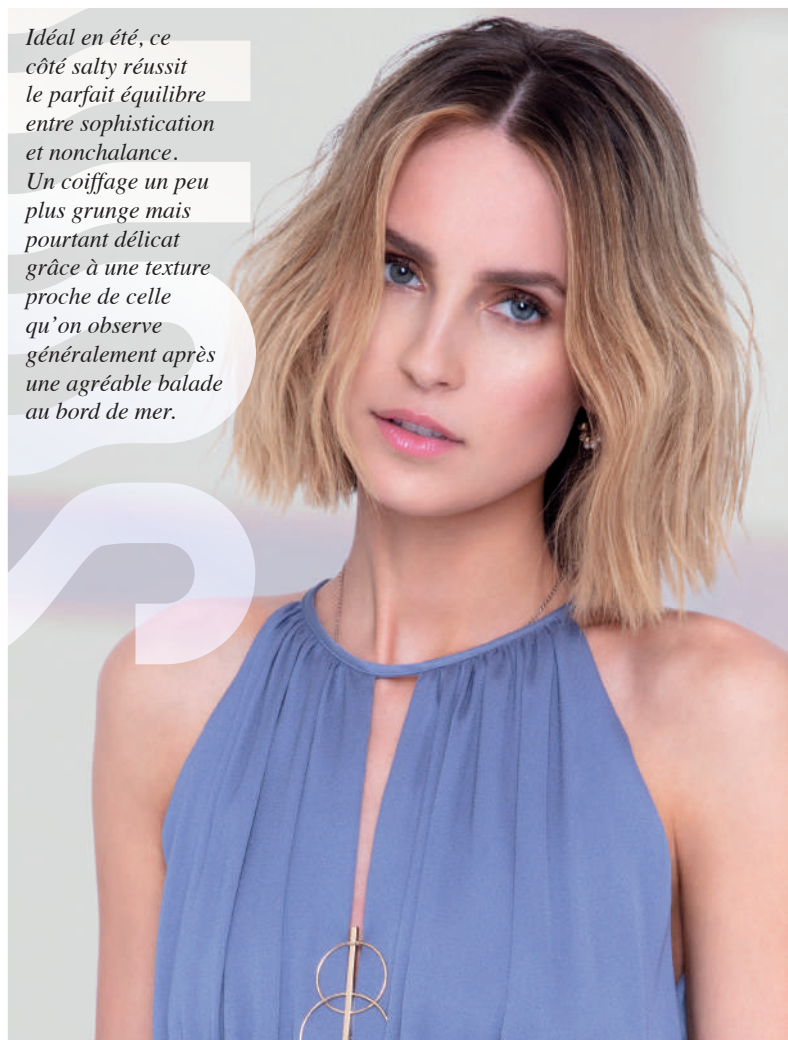 Idéal en été, ce
côté salty réussit
le parfait équilibre
entre sophistication
et nonchalance.
Un coiffage un peu
plus grunge mais
pourtant délicat
grâce à une texture
proche de celle
qu'on observe
généralement après
une agréable balade
au bord de mer.